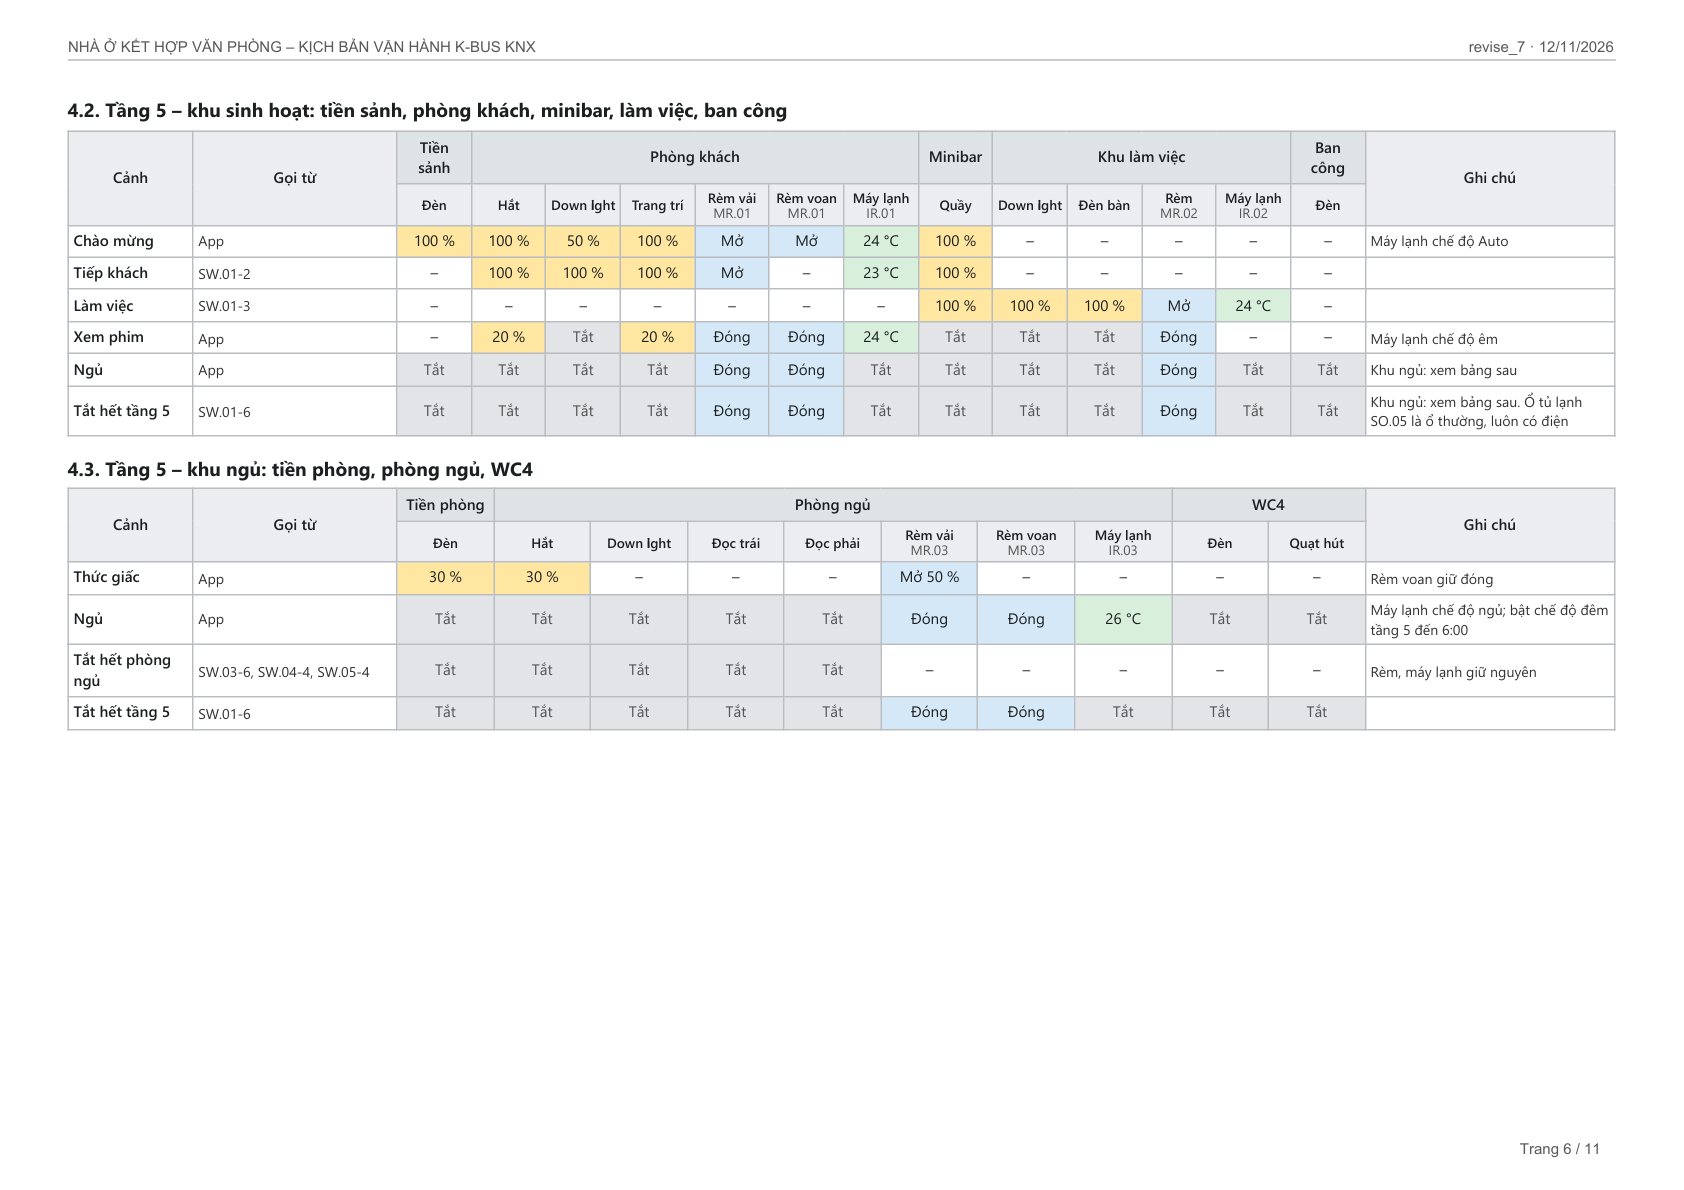 NHÀ Ở KẾT HỢP VĂN PHÒNG – KỊCH BẢN VẬN HÀNH K-BUS KNX revise_7 · 12/11/2026
4.2. Tầng 5 – khu sinh hoạt: tiền sảnh, phòng khách, minibar, làm việc, ban công
Cảnh Gọi từ Tiền sảnh Phòng khách Minibar Khu làm việc Ban công Ghi chú
Đèn Hắt Down lght Trang trí Rèm vải MR.01 Rèm voan MR.01 Máy lạnh IR.01 Quầy Down lght Đèn bàn Rèm MR.02 Máy lạnh IR.02 Đèn
Chào mừng App 100 % 100 % 50 % 100 % Mở Mở 24 °C 100 % – – – – – Máy lạnh chế độ Auto
Tiếp khách SW.01-2 – 100 % 100 % 100 % Mở – 23 °C 100 % – – – – –
Làm việc SW.01-3 – – – – – – – 100 % 100 % 100 % Mở 24 °C –
Xem phim App – 20 % Tắt 20 % Đóng Đóng 24 °C Tắt Tắt Tắt Đóng – – Máy lạnh chế độ êm
Ngủ App Tắt Tắt Tắt Tắt Đóng Đóng Tắt Tắt Tắt Tắt Đóng Tắt Tắt Khu ngủ: xem bảng sau
Tắt hết tầng 5 SW.01-6 Tắt Tắt Tắt Tắt Đóng Đóng Tắt Tắt Tắt Tắt Đóng Tắt Tắt Khu ngủ: xem bảng sau. Ổ tủ lạnh
SO.05 là ổ thường, luôn có điện
4.3. Tầng 5 – khu ngủ: tiền phòng, phòng ngủ, WC4
Cảnh Gọi từ Tiền phòng Phòng ngủ WC4 Ghi chú
Đèn Hắt Down lght Đọc trái Đọc phải Rèm vải MR.03 Rèm voan MR.03 Máy lạnh IR.03 Đèn Quạt hút
Thức giấc App 30 % 30 % – – – Mở 50 % – – – – Rèm voan giữ đóng
Ngủ App Tắt Tắt Tắt Tắt Tắt Đóng Đóng 26 °C Tắt Tắt Máy lạnh chế độ ngủ; bật chế độ đêm
tầng 5 đến 6:00
Tắt hết phòng ngủ SW.03-6, SW.04-4, SW.05-4 Tắt Tắt Tắt Tắt Tắt – – – – – Rèm, máy lạnh giữ nguyên
Tắt hết tầng 5 SW.01-6 Tắt Tắt Tắt Tắt Tắt Đóng Đóng Tắt Tắt Tắt
Trang 6 / 11